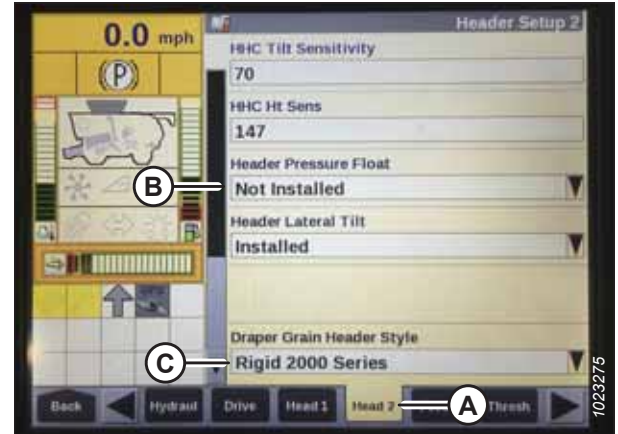 0.0 mph
Header Setup 2
(P)
HHC Tilt Sensitivity
70
HHC Ht Sens
147
Header Pressure Float
B
Not Installed
Header Lateral Tilt
Installed
Draper Grain Header Style
C
Rigid 2000 Series
Back
Hydraul
Drive
Head 1
Head 2
A
Thresh
1023275